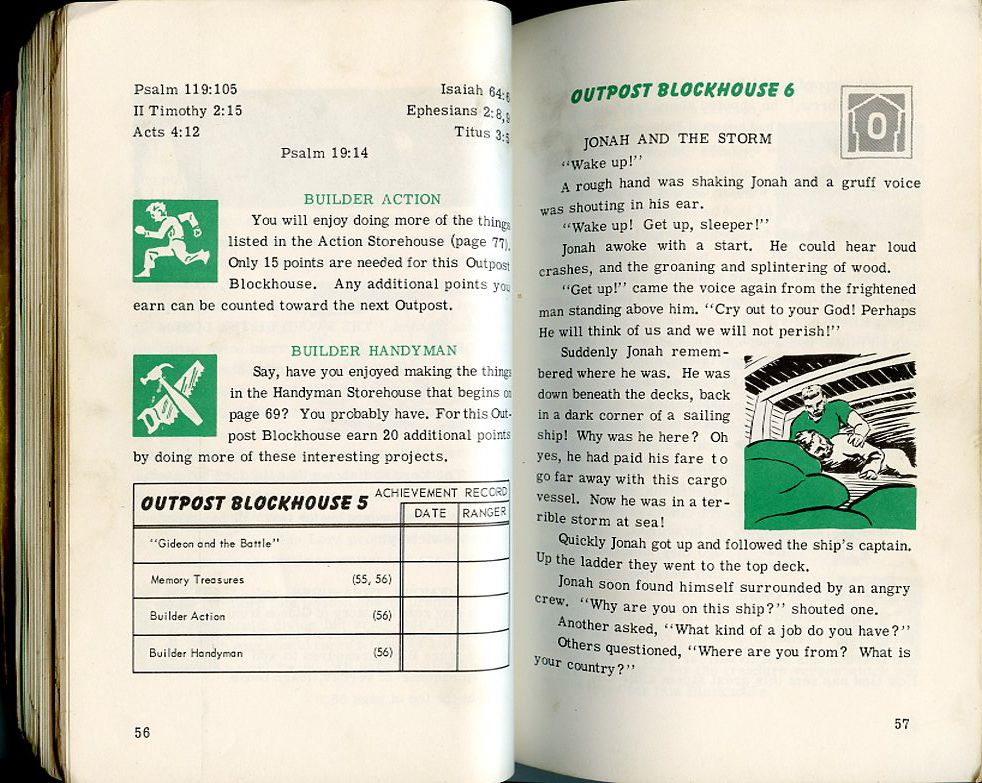 Psalm 119:105 Isaiah 64:6
II Timothy 2:15 Ephesians 2:8,9
Acts 4:12 Titus 3:5
Psalm 19:14
BUILDER ACTION
You will enjoy doing more of the things
listed in the Action Storehouse (page 77).
Only 15 points are needed for this Outpost
Blockhouse. Any additional points you
earn can be counted toward the next Outpost.
BUILDER HANDYMAN
Say, have you enjoyed making the things
in the Handyman Storehouse that begins on
page 69? You probably have. For this Out-
post Blockhouse earn 20 additional points
by doing more of these interesting projects.
OUTPOST BLOCKHOUSE 5 ACHIEVEMENT RECORD
DATE RANGER
"Gideon and the Battle"
Memory Treasures (55, 56)
Builder Action (56)
Builder Handyman (56)
56
OUTPOST BLOCKHOUSE 6
O
JONAH AND THE STORM
"Wake up!"
A rough hand was shaking Jonah and a gruff voice
was shouting in his ear.
"Wake up! Get up, sleeper!"
Jonah awoke with a start. He could hear loud
crashes, and the groaning and splintering of wood.
"Get up!" came the voice again from the frightened
man standing above him. "Cry out to your God! Perhaps
He will think of us and we will not perish!"
Suddenly Jonah remem-
bered where he was. He was
down beneath the decks, back
in a dark corner of a sailing
ship! Why was he here? Oh
yes, he had paid his fare to
go far away with this cargo
vessel. Now he was in a ter-
rible storm at sea!
Quickly Jonah got up and followed the ship's captain.
Up the ladder they went to the top deck.
Jonah soon found himself surrounded by an angry
crew. "Why are you on this ship?" shouted one.
Another asked, "What kind of a job do you have?"
Others questioned, "Where are you from? What is
your country?"
57